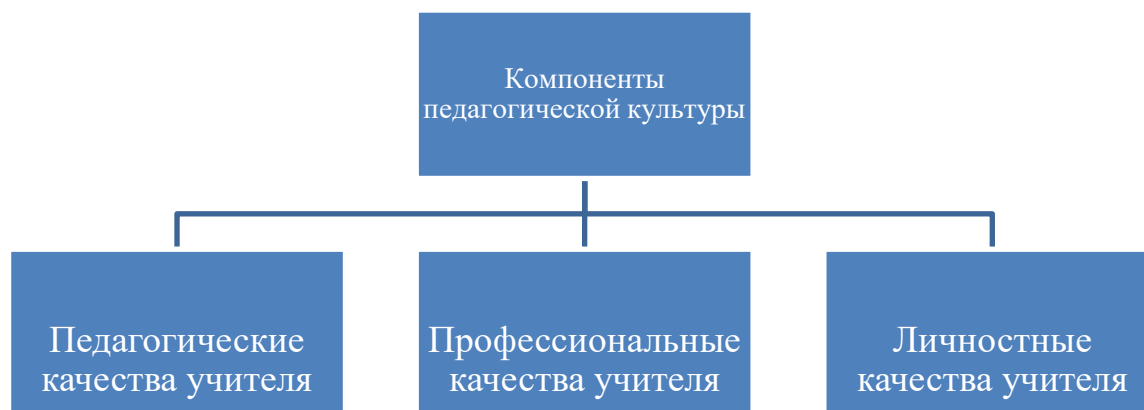 Компоненты
педагогической культуры
Педагогические
качества учителя
Профессиональные
качества учителя
Личностные
качества учителя